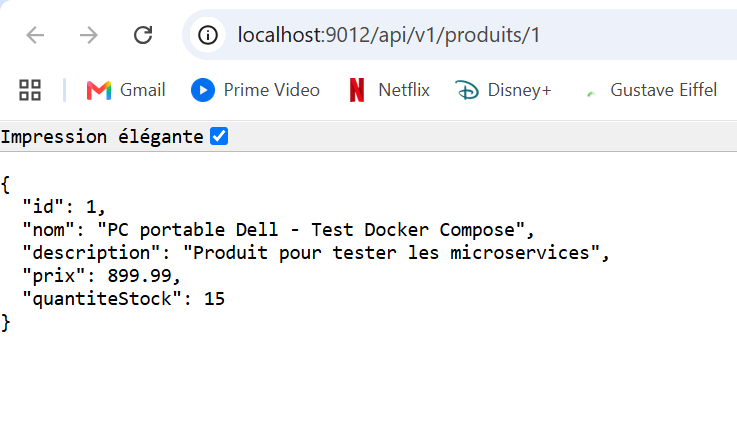 localhost:9012/api/v1/produits/1
Gmail Prime Video Netflix Disney+ Gustave Eiffel
Impression élégante
{
  "id": 1,
  "nom": "PC portable Dell - Test Docker Compose",
  "description": "Produit pour tester les microservices",
  "prix": 899.99,
  "quantiteStock": 15
}